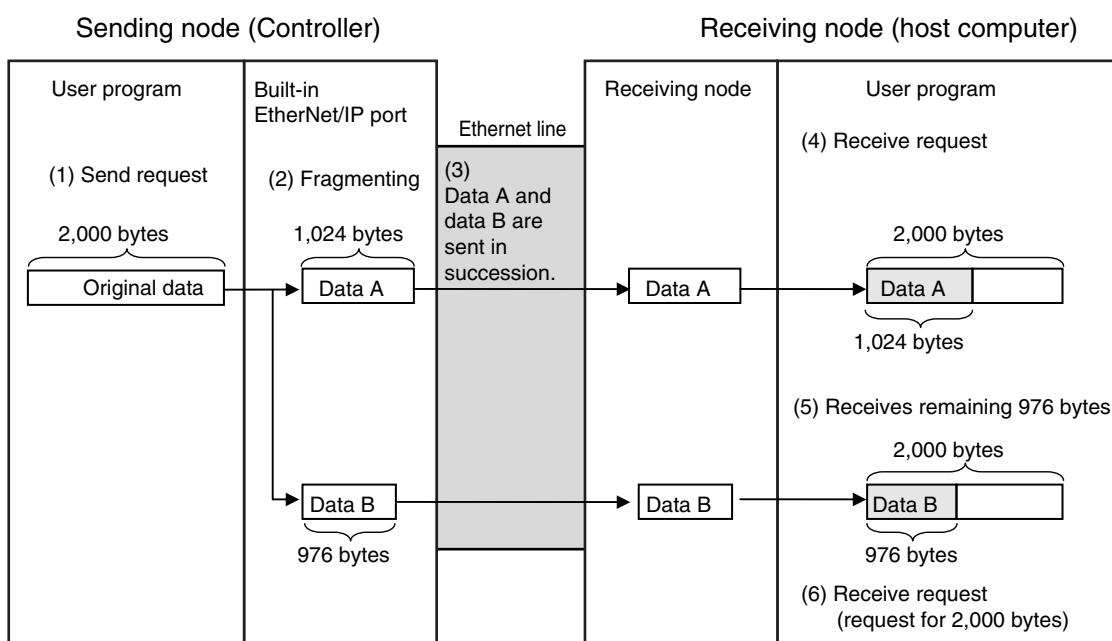 Sending node (Controller)
Receiving node (host computer)
User program
Built-in
EtherNet/IP port
Ethernet line
Receiving node
User program
(1) Send request
(2) Fragmenting
(3)
Data A and
data B are
sent in
succession.
(4) Receive request
2,000 bytes
1,024 bytes
2,000 bytes
Original data
Data A
Data A
Data A
1,024 bytes
(5) Receives remaining 976 bytes
2,000 bytes
Data B
Data B
Data B
976 bytes
976 bytes
(6) Receive request
(request for 2,000 bytes)